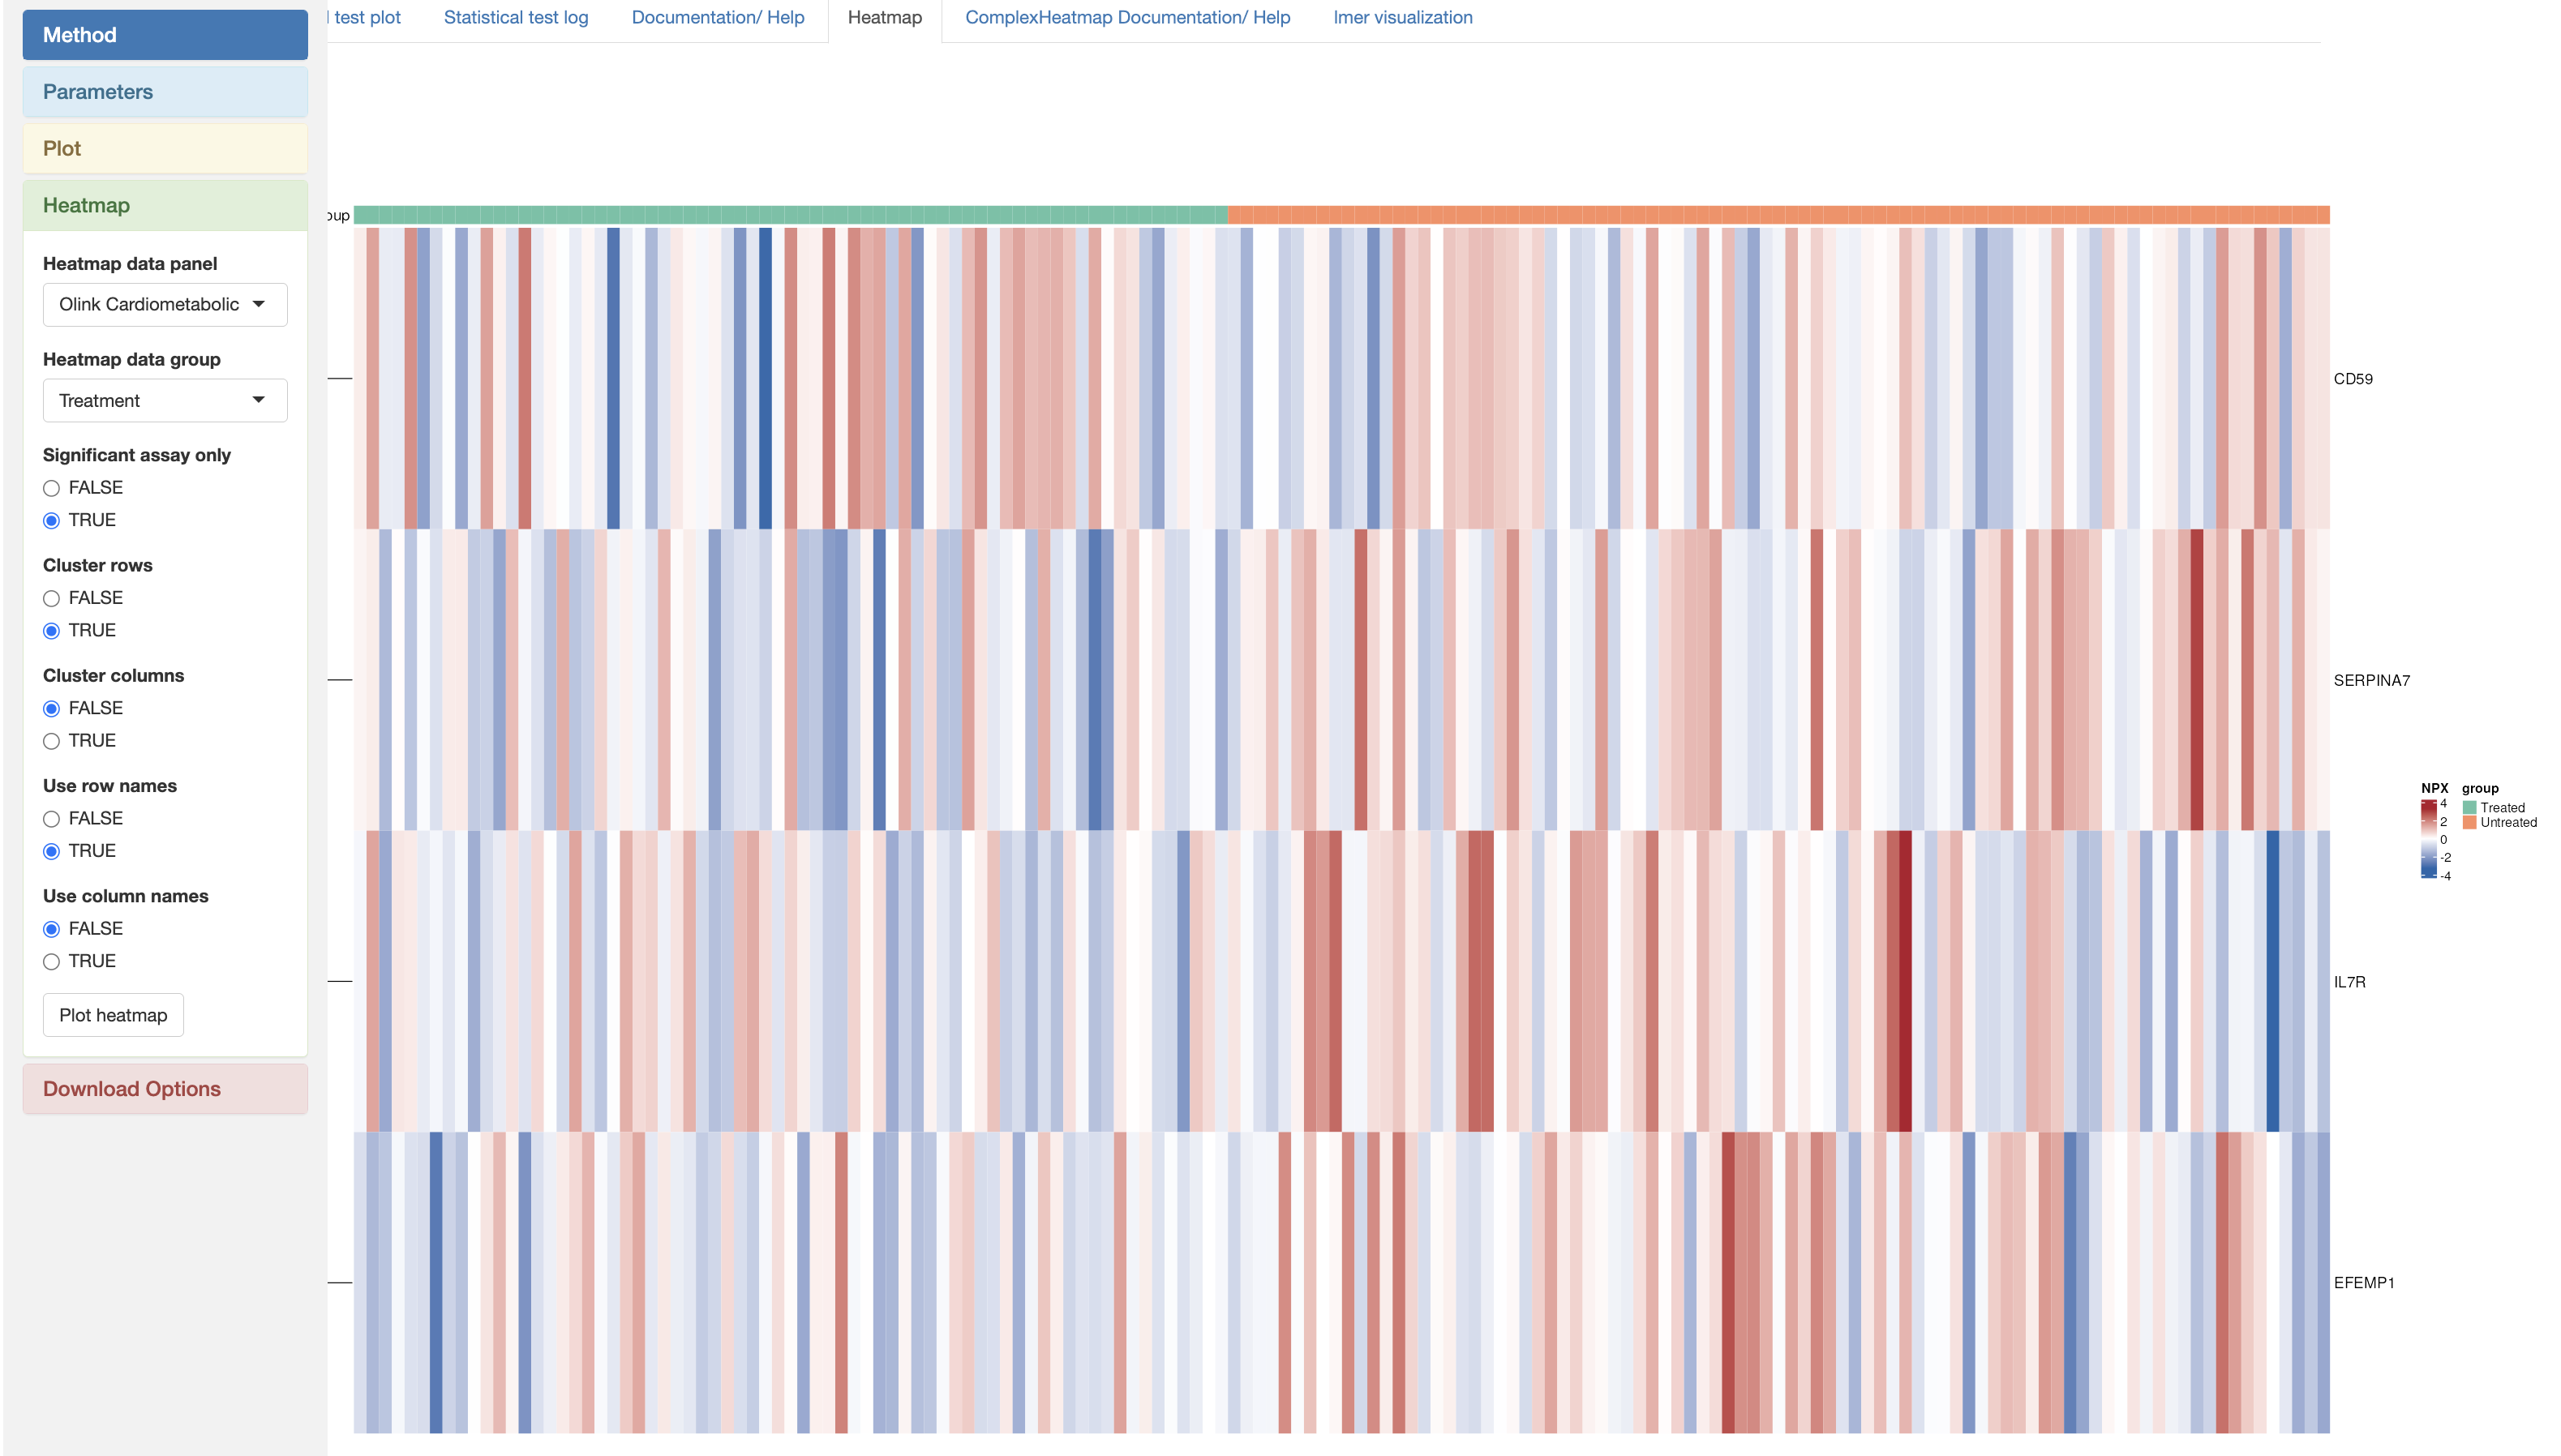 Method
Parameters
Plot
Heatmap
Heatmap data panel
Olink Cardiometabolic
Heatmap data group
Treatment
Significant assay only
FALSE
TRUE
Cluster rows
FALSE
TRUE
Cluster columns
FALSE
TRUE
Use row names
FALSE
TRUE
Use column names
FALSE
TRUE
Plot heatmap
Download Options
test plot
Statistical test log
Documentation/ Help
Heatmap
ComplexHeatmap Documentation/ Help
lmer visualization
oup
CD59
SERPINA7
IL7R
EFEMP1
NPX
4
2
0
-2
-4
group
Treated
Untreated